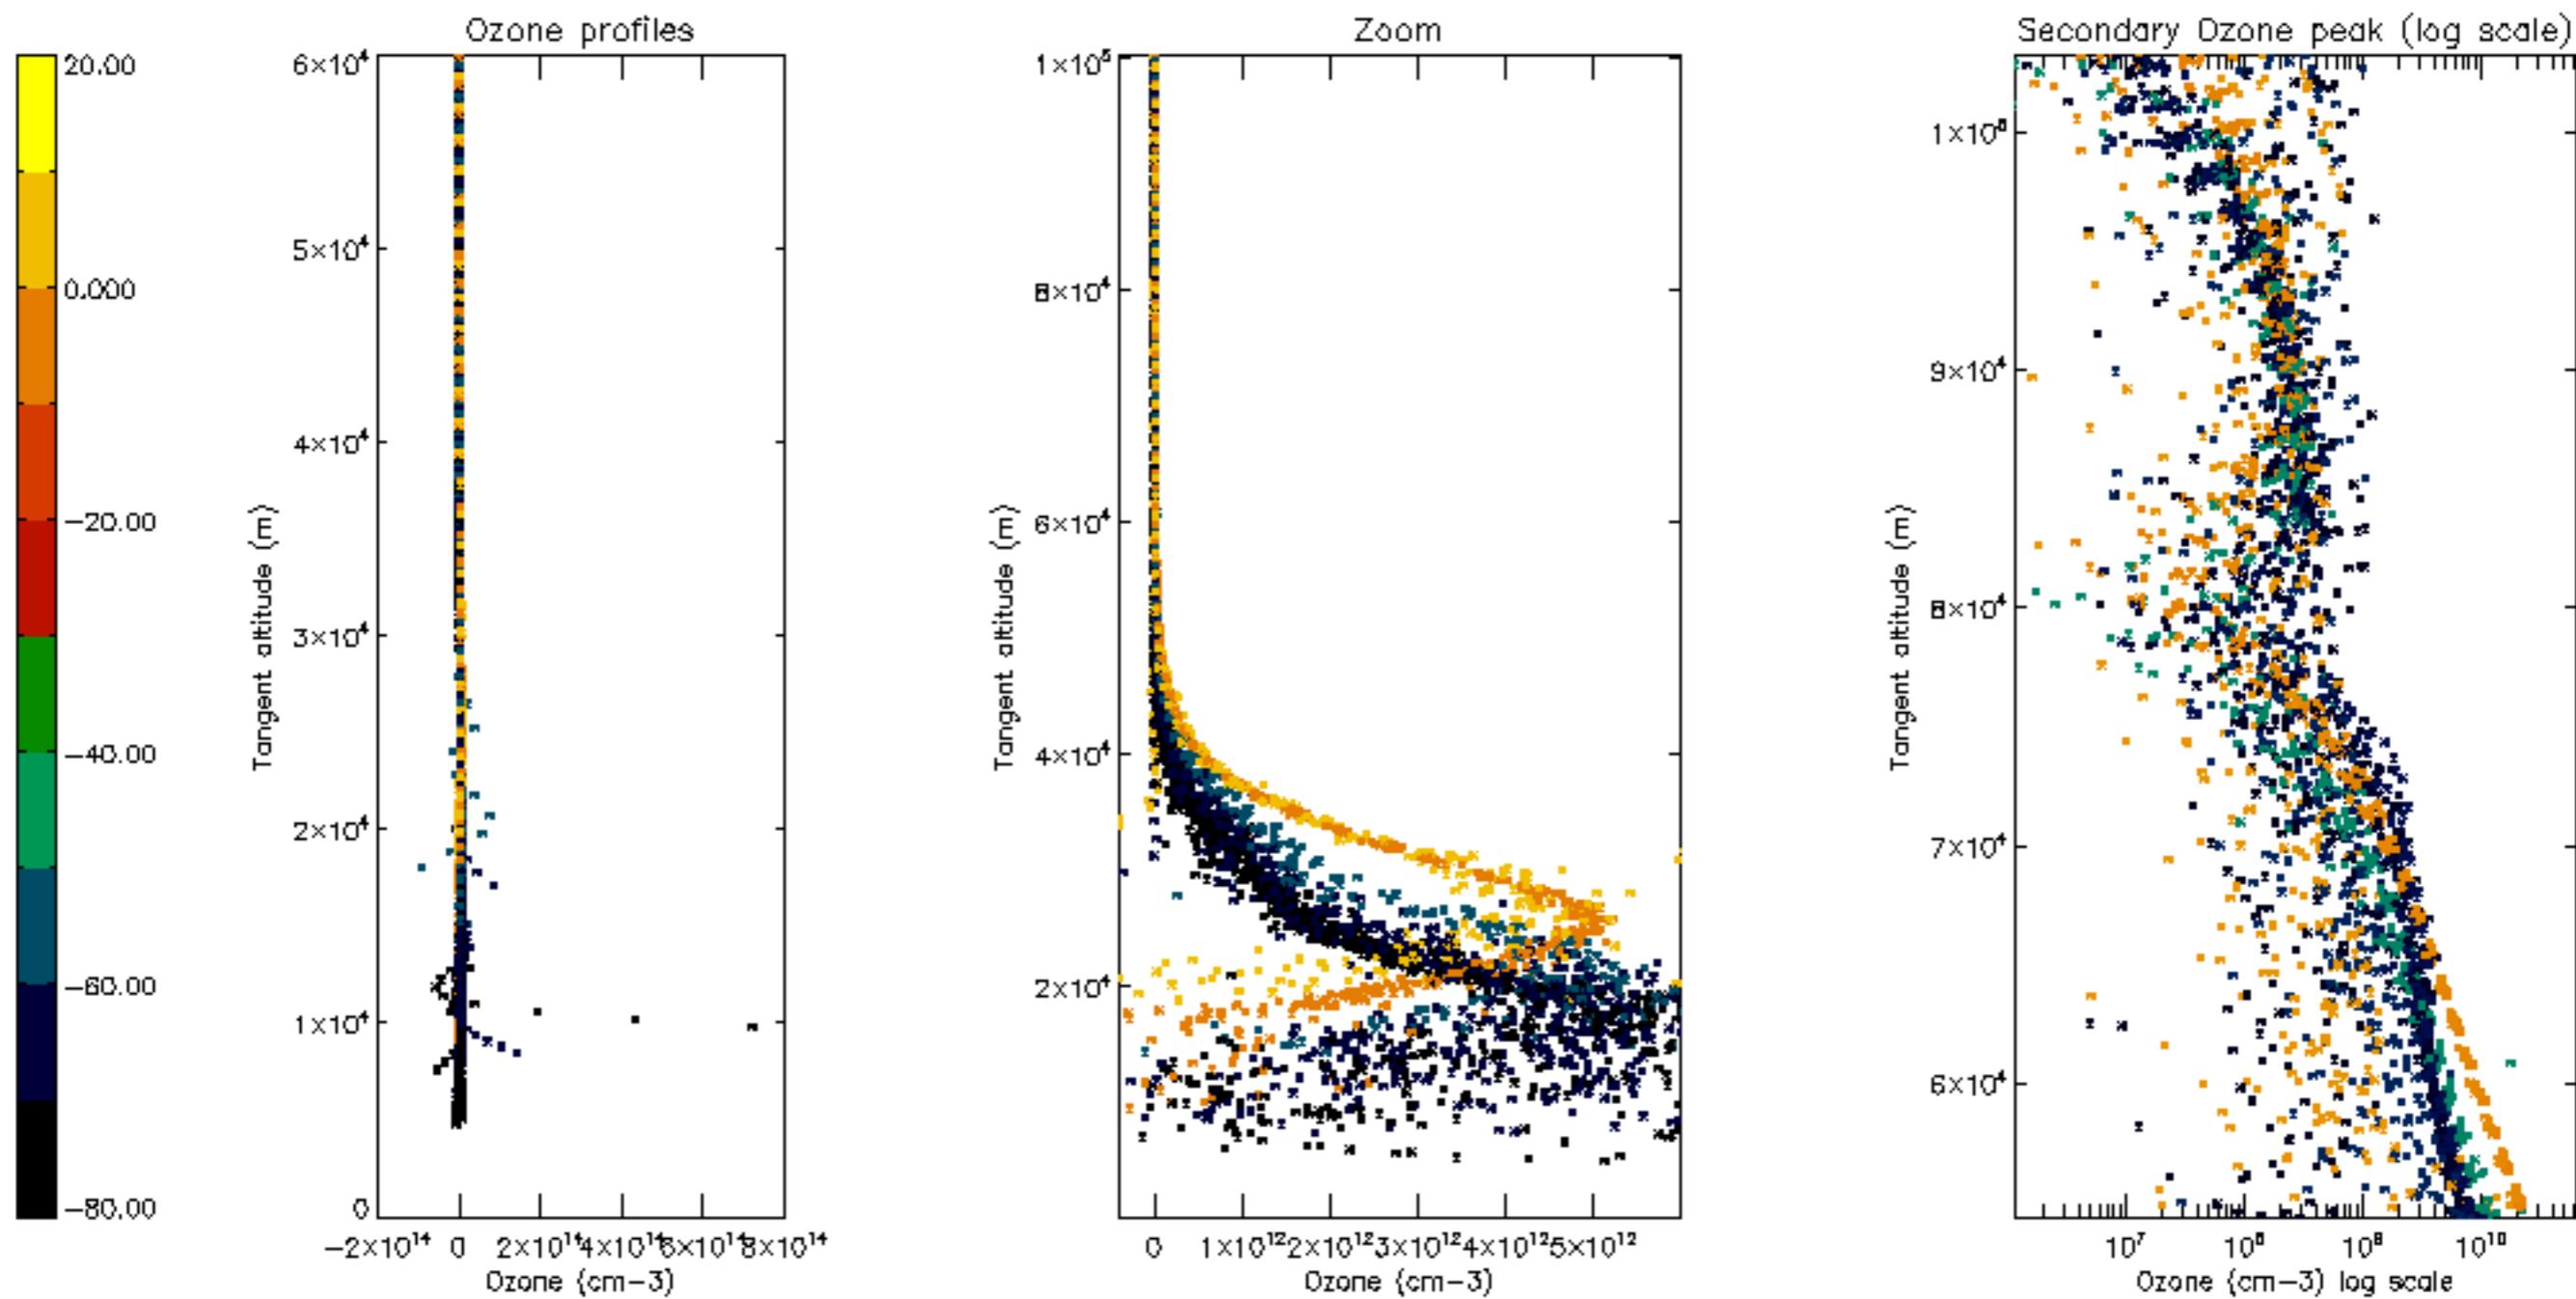 Ozone profiles
Zoom
Secondary Ozone peak (log scale)
20.00
0.000
−20.00
−40.00
−60.00
−80.00
Tangent altitude (m)
6×10⁴
5×10⁴
4×10⁴
3×10⁴
2×10⁴
1×10⁴
0
−2×10¹⁴ 0 2×10¹⁴ 4×10¹⁴ 6×10¹⁴ 8×10¹⁴
Ozone (cm−3)
Tangent altitude (m)
1×10⁵
8×10⁴
6×10⁴
4×10⁴
2×10⁴
0 1×10¹² 2×10¹² 3×10¹² 4×10¹² 5×10¹²
Ozone (cm−3)
Tangent altitude (m)
9×10⁴
8×10⁴
7×10⁴
6×10⁴
10⁷ 10⁸ 10⁹ 10¹⁰
Ozone (cm−3) log scale